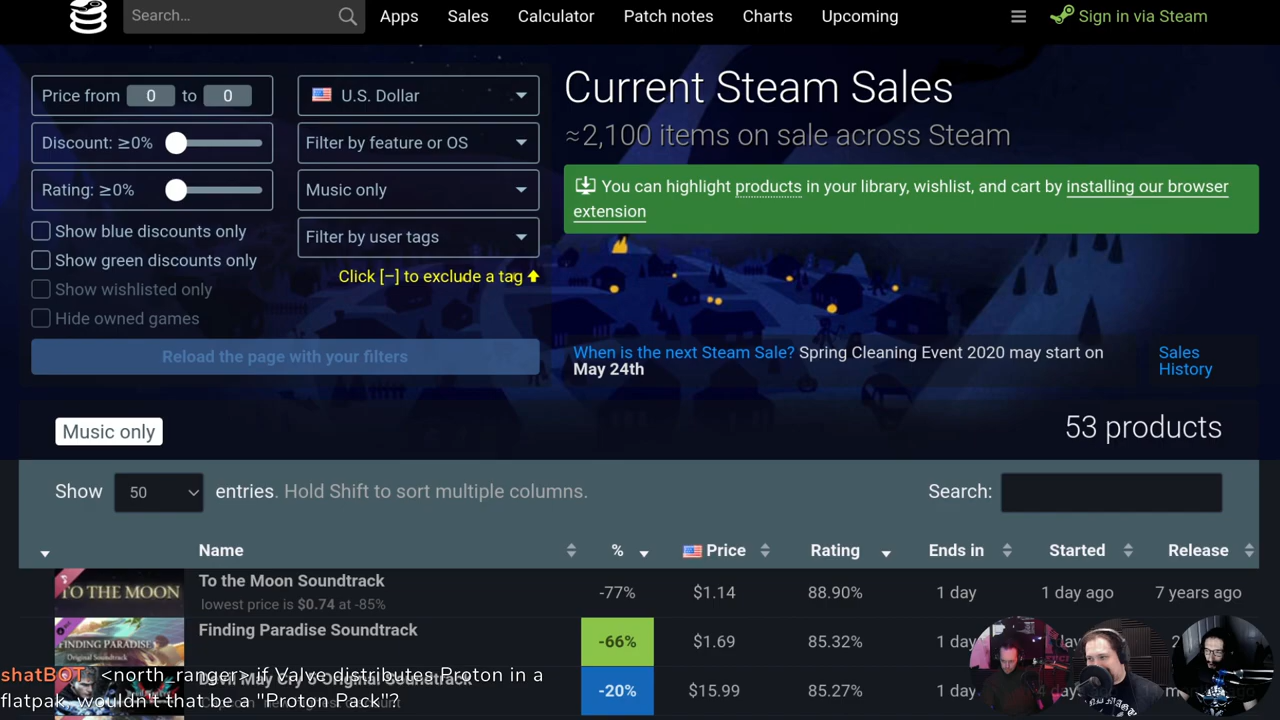 Search...
Apps
Sales
Calculator
Patch notes
Charts
Upcoming
Sign in via Steam
Price from 0 to 0
U.S. Dollar
Discount: ≥0%
Filter by feature or OS
Rating: ≥0%
Music only
Show blue discounts only
Filter by user tags
Show green discounts only
Click [−] to exclude a tag
Show wishlisted only
Hide owned games
Reload the page with your filters
Current Steam Sales
≈2,100 items on sale across Steam
You can highlight products in your library, wishlist, and cart by installing our browser
extension
When is the next Steam Sale? Spring Cleaning Event 2020 may start on
May 24th
Sales
History
Music only
53 products
Show 50 entries. Hold Shift to sort multiple columns.
Search:
Name % Price Rating Ends in Started Release
TO THE MOON
To the Moon Soundtrack -77% $1.14 88.90% 1 day 1 day ago 7 years ago
lowest price is $0.74 at -85%
FINDING PARADISE
Finding Paradise Soundtrack -66% $1.69 85.32% 1 day
-20% $15.99 85.27% 1 day
shatBOT: <north_ranger> if Valve distributes Proton in a
flatpak, wouldn't that be a "Proton Pack"?